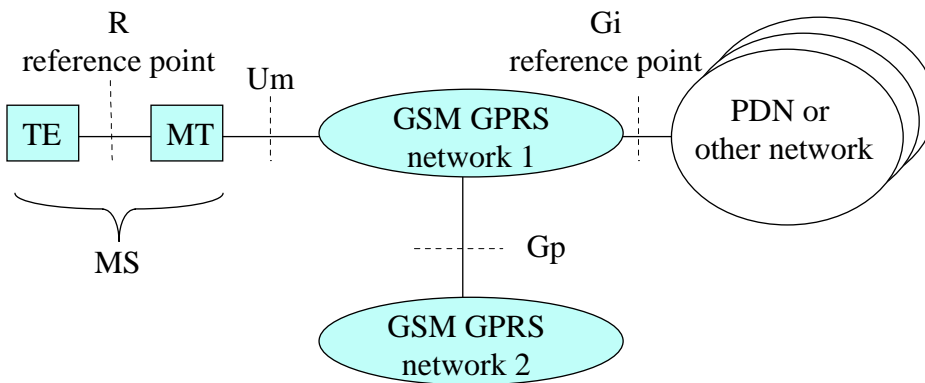 R
reference point
Um
Gi
reference point
TE
MT
GSM GPRS
network 1
PDN or
other network
MS
Gp
GSM GPRS
network 2